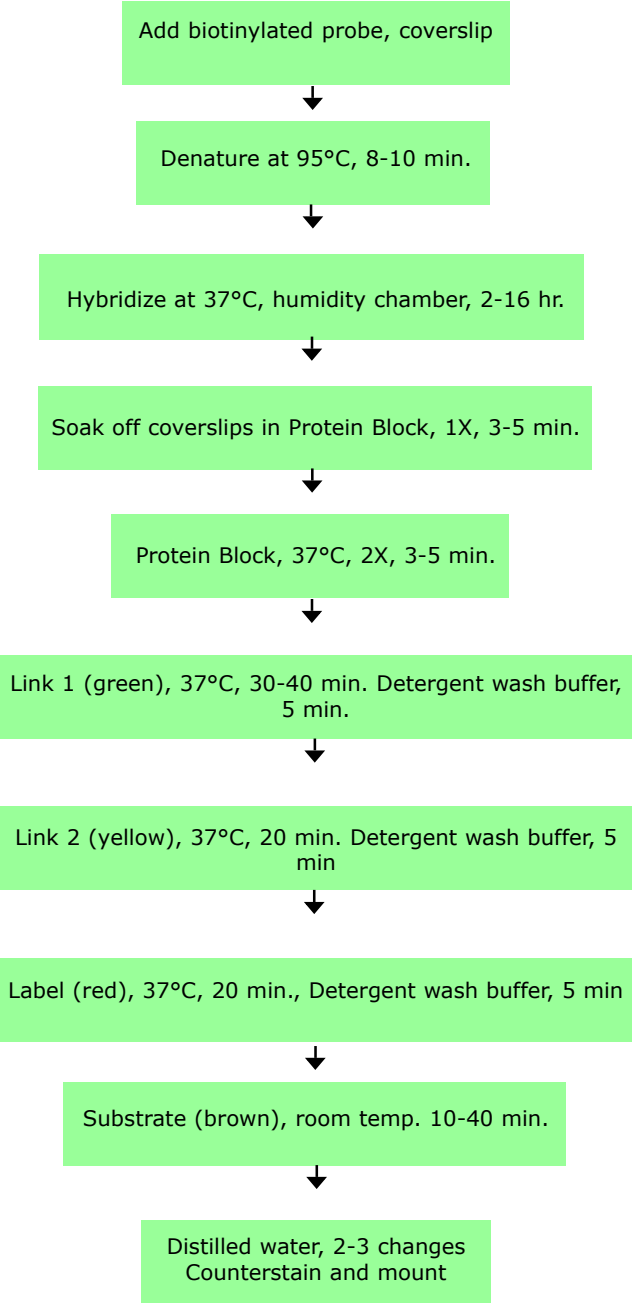 Add biotinylated probe, coverslip
Denature at 95°C, 8-10 min.
Hybridize at 37°C, humidity chamber, 2-16 hr.
Soak off coverslips in Protein Block, 1X, 3-5 min.
Protein Block, 37°C, 2X, 3-5 min.
Link 1 (green), 37°C, 30-40 min. Detergent wash buffer,
5 min.
Link 2 (yellow), 37°C, 20 min. Detergent wash buffer, 5
min
Label (red), 37°C, 20 min., Detergent wash buffer, 5 min
Substrate (brown), room temp. 10-40 min.
Distilled water, 2-3 changes
Counterstain and mount